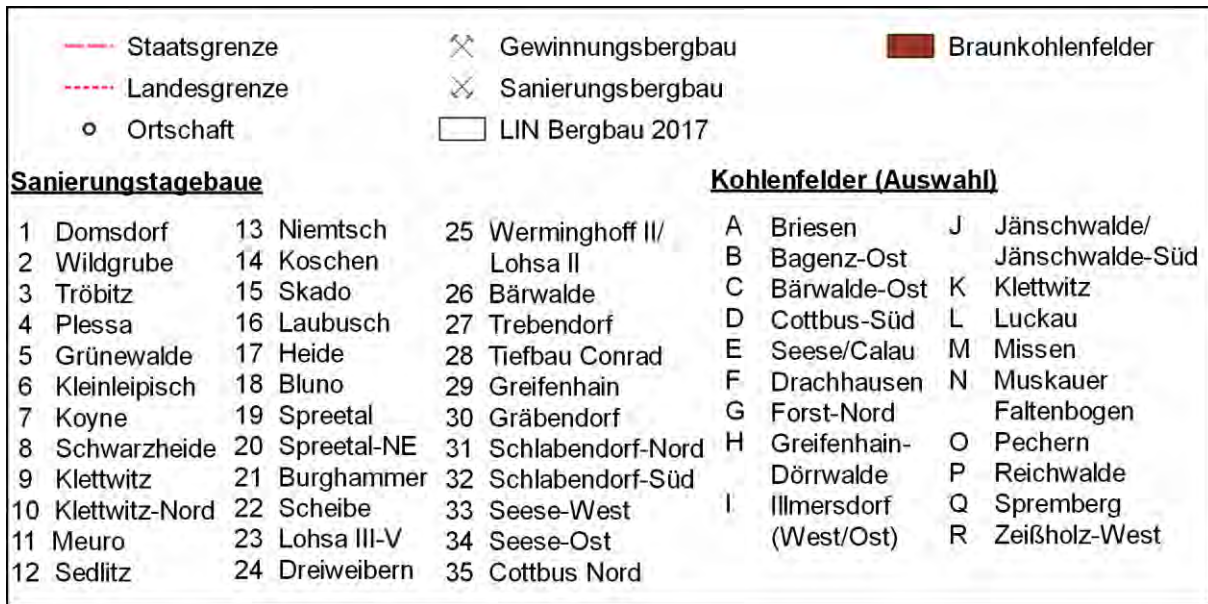 Staatsgrenze
Landesgrenze
Ortschaft
Gewinnungsbergbau
Sanierungsbergbau
LIN Bergbau 2017
Braunkohlenfelder
Sanierungstagebaue
1 Domsdorf
2 Wildgrube
3 Tröbitz
4 Plessa
5 Grünewalde
6 Kleinleipisch
7 Koyne
8 Schwarzheide
9 Klettwitz
10 Klettwitz-Nord
11 Meuro
12 Sedlitz
13 Niemtsch
14 Koschen
15 Skado
16 Laubusch
17 Heide
18 Bluno
19 Spreetal
20 Spreetal-NE
21 Burghammer
22 Scheibe
23 Lohsa III-V
24 Dreiweibern
25 Werminghoff II/
Lohsa II
26 Bärwalde
27 Trebendorf
28 Tiefbau Conrad
29 Greifenhain
30 Gräbendorf
31 Schlabendorf-Nord
32 Schlabendorf-Süd
33 Seese-West
34 Seese-Ost
35 Cottbus Nord
Kohlenfelder (Auswahl)
A Briesen
B Bagenz-Ost
C Bärwalde-Ost
D Cottbus-Süd
E Seese/Calau
F Drachhausen
G Forst-Nord
H Greifenhain-
Dörrwalde
I Illmersdorf
(West/Ost)
J Jänschwalde/
Jänschwalde-Süd
K Klettwitz
L Luckau
M Missen
N Muskauer
Faltenbogen
O Pechern
P Reichwalde
Q Spremberg
R Zeißholz-West